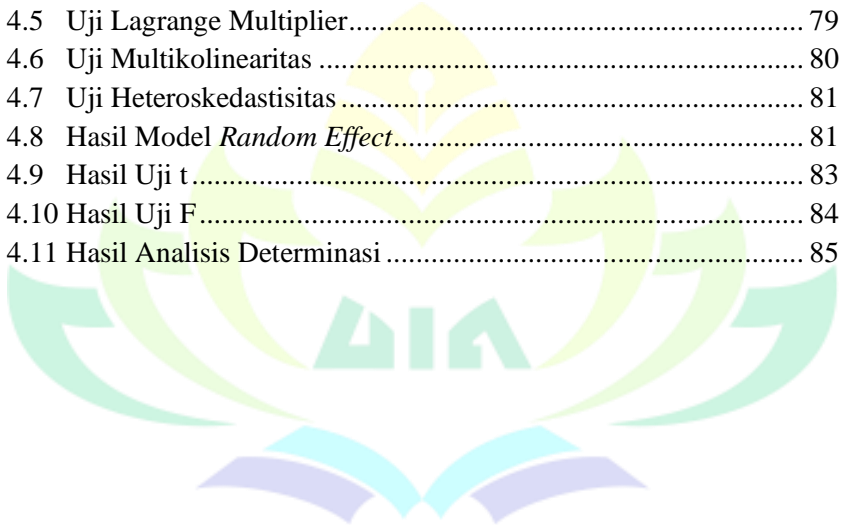 4.5 Uji Lagrange Multiplier................................................................ 79
4.6 Uji Multikolinearitas .................................................................... 80
4.7 Uji Heteroskedastisitas ................................................................. 81
4.8 Hasil Model Random Effect.......................................................... 81
4.9 Hasil Uji t..................................................................................... 83
4.10 Hasil Uji F................................................................................... 84
4.11 Hasil Analisis Determinasi .......................................................... 85
UIN